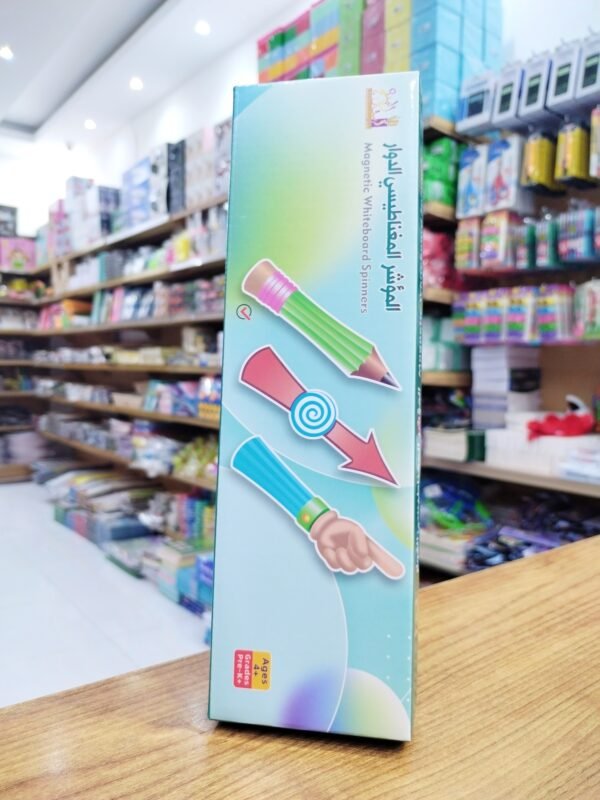 المؤشر المغناطيسي الدوار
Magnetic Whiteboard Spinners
Ages
4+
Grades
Pre-K+